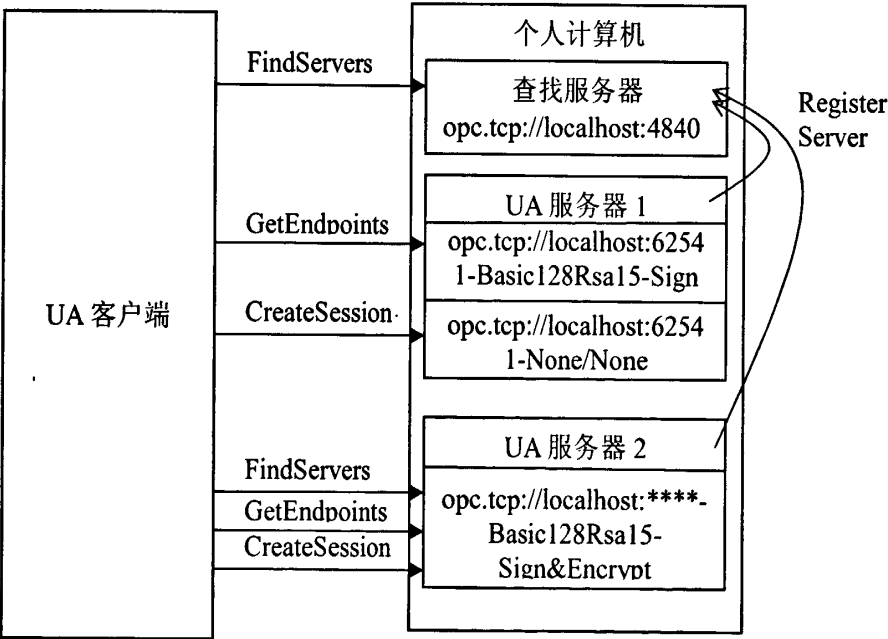 个人计算机
FindServers
查找服务器
opc.tcp://localhost:4840
Register
Server
UA 服务器 1
GetEndpoints
opc.tcp://localhost:6254
1-Basic128Rsa15-Sign
UA 客户端
CreateSession
opc.tcp://localhost:6254
1-None/None
UA 服务器 2
FindServers
GetEndpoints
CreateSession
opc.tcp://localhost:****-
Basic128Rsa15-
Sign&Encrypt